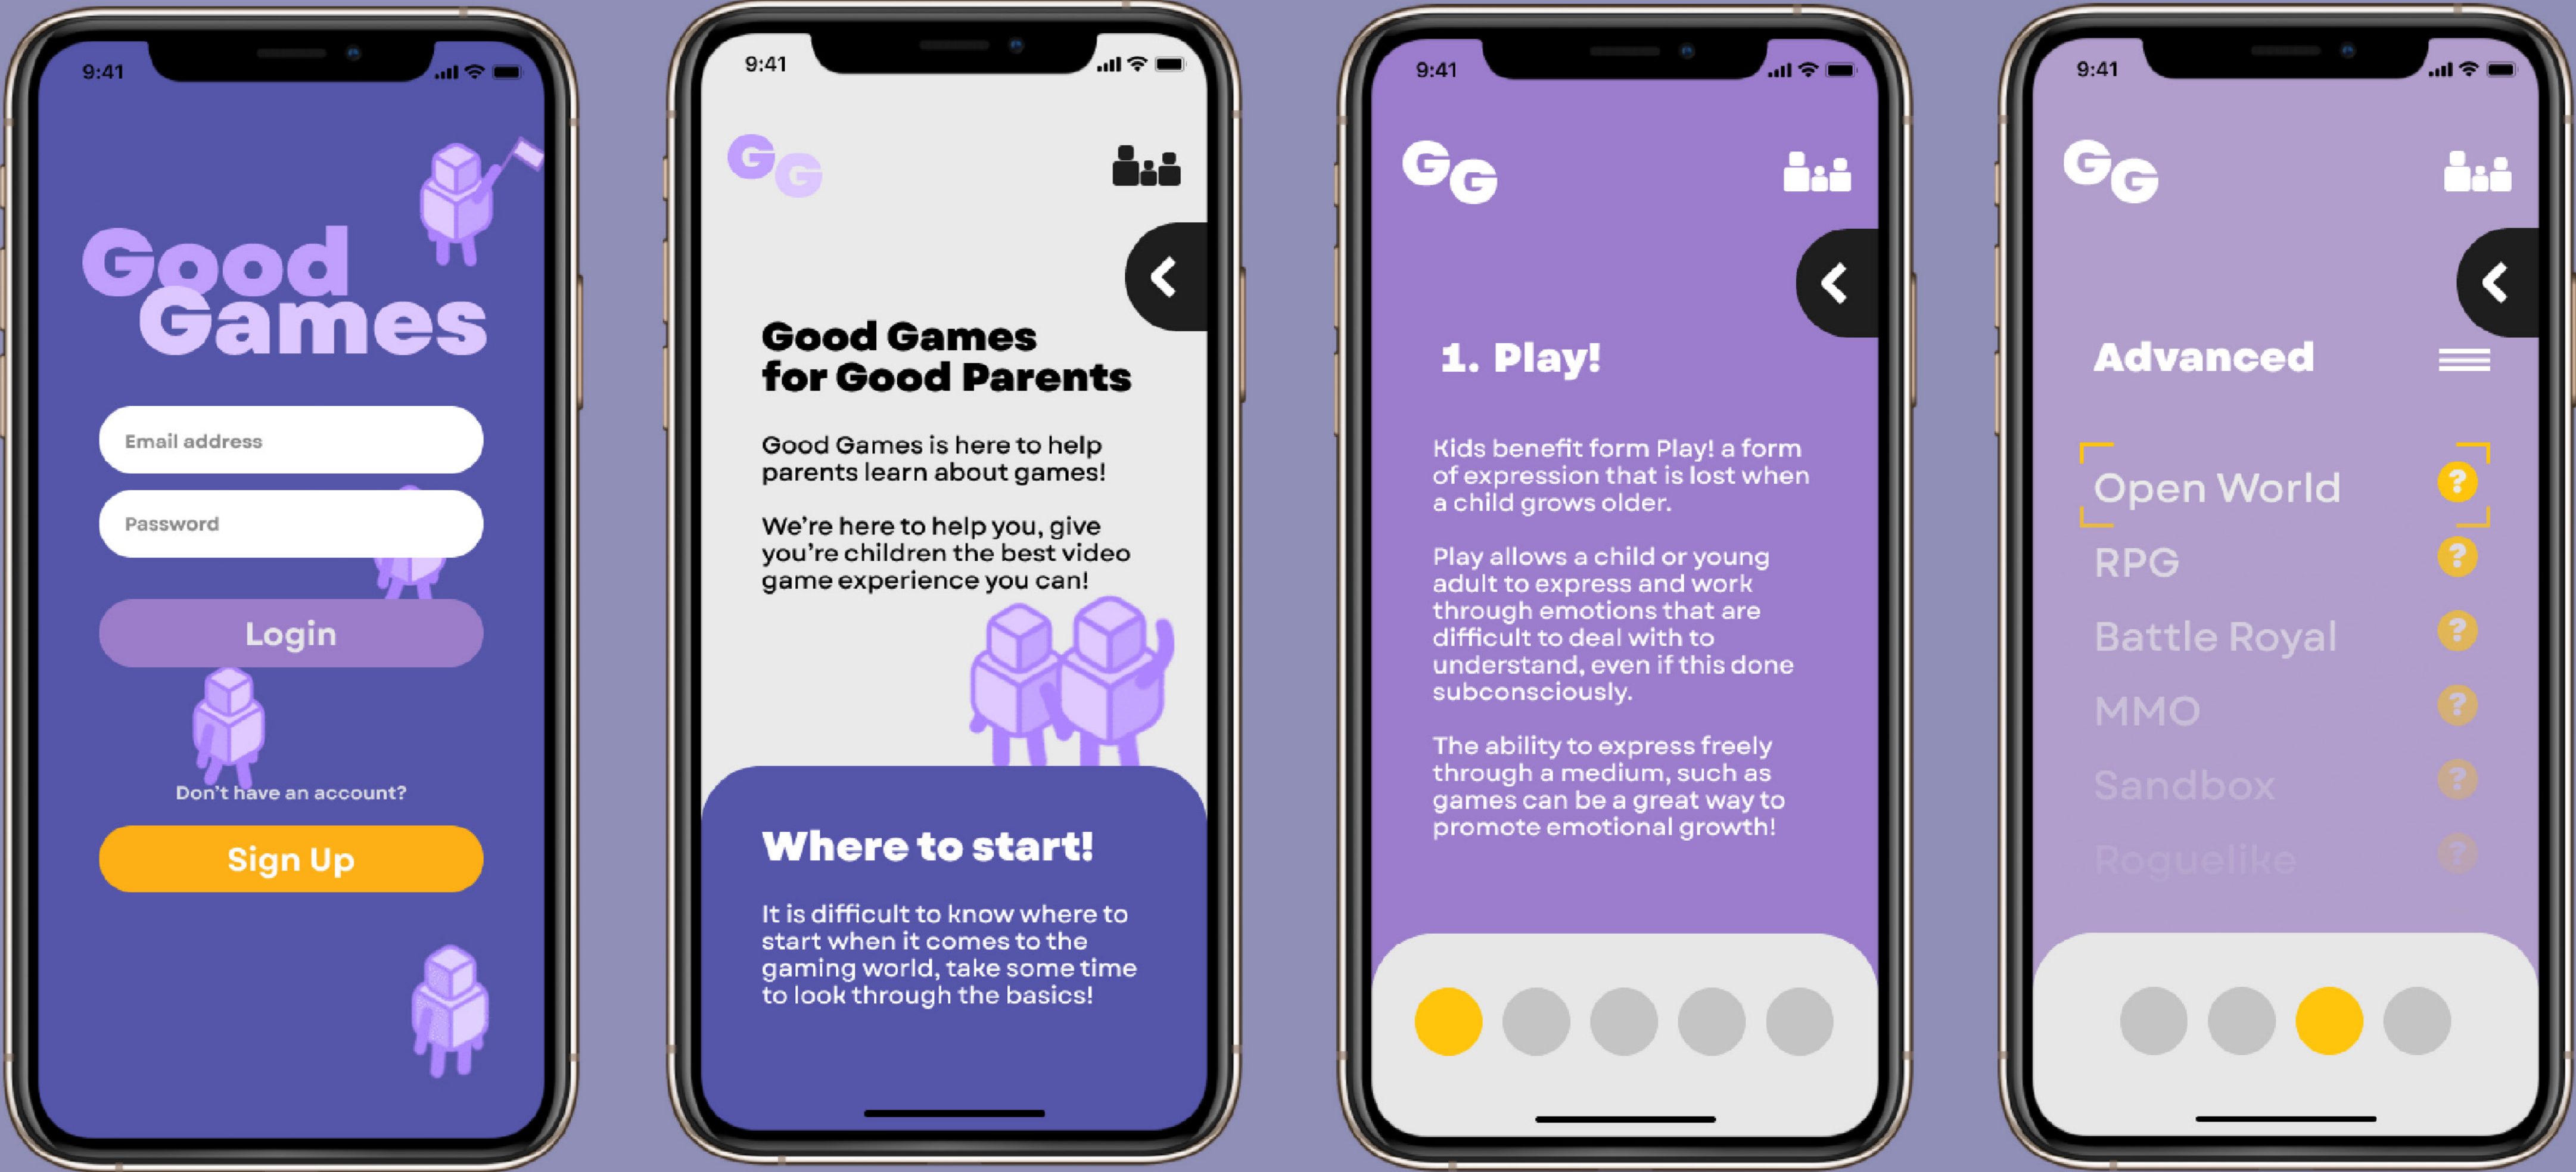 9:41
Good
Games
Email address
Password
Login
Don't have an account?
Sign Up
9:41
GG
Good Games
for Good Parents
Good Games is here to help
parents learn about games!
We're here to help you, give
you're children the best video
game experience you can!
Where to start!
It is difficult to know where to
start when it comes to the
gaming world, take some time
to look through the basics!
9:41
GG
1. Play!
Kids benefit form Play! a form
of expression that is lost when
a child grows older.
Play allows a child or young
adult to express and work
through emotions that are
difficult to deal with to
understand, even if this done
subconsciously.
The ability to express freely
through a medium, such as
games can be a great way to
promote emotional growth!
9:41
GG
Advanced
Open World ?
RPG ?
Battle Royal ?
MMO ?
Sandbox ?
Roguelike ?